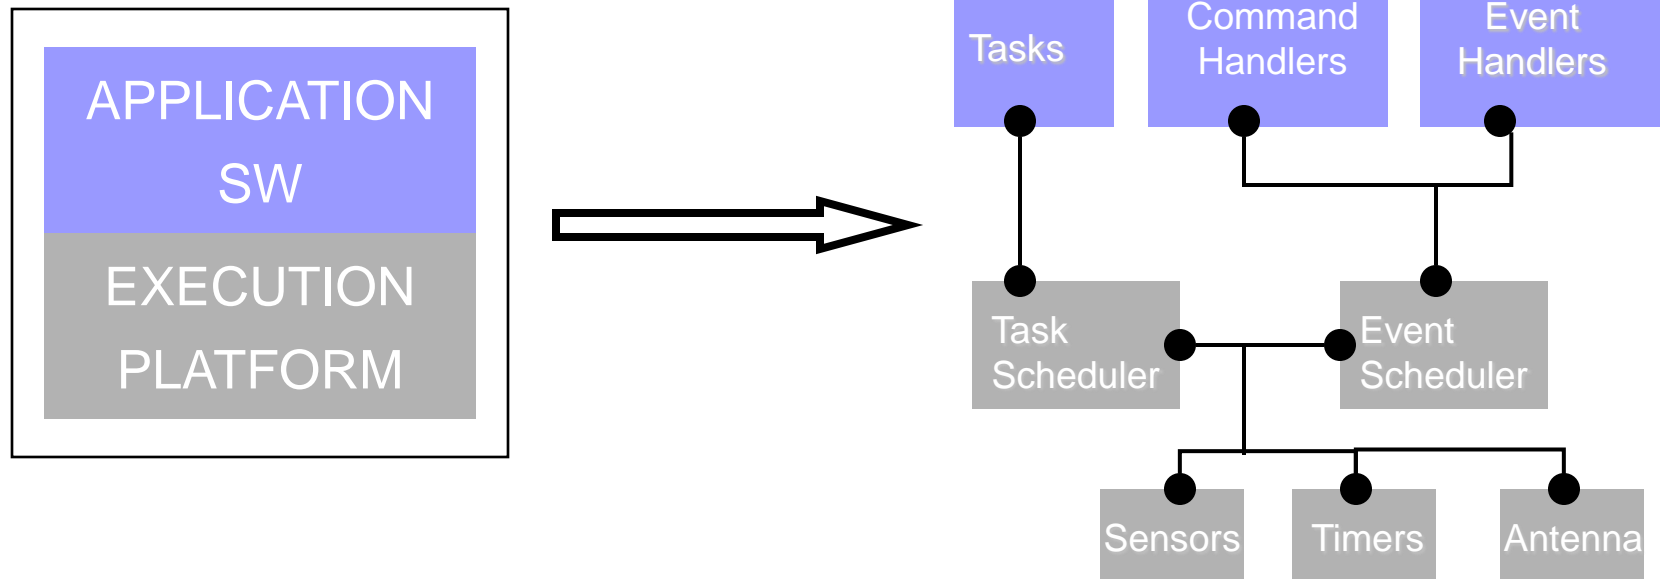 APPLICATION
SW
EXECUTION
PLATFORM
Tasks
Command
Handlers
Event
Handlers
Task
Scheduler
Event
Scheduler
Sensors
Timers
Antenna